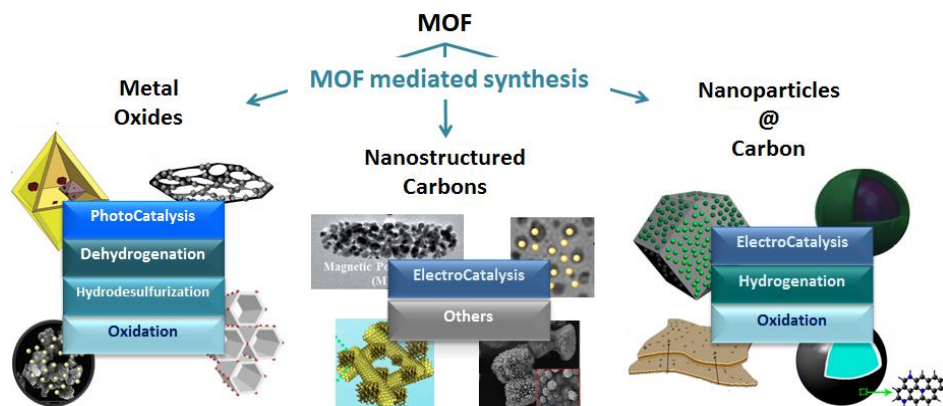 MOF
MOF mediated synthesis
Metal
Oxides
PhotoCatalysis
Dehydrogenation
Hydrodesulfurization
Oxidation
Nanostructured
Carbons
Magnetic
(M
ElectroCatalysis
Others
Nanoparticles
@
Carbon
ElectroCatalysis
Hydrogenation
Oxidation